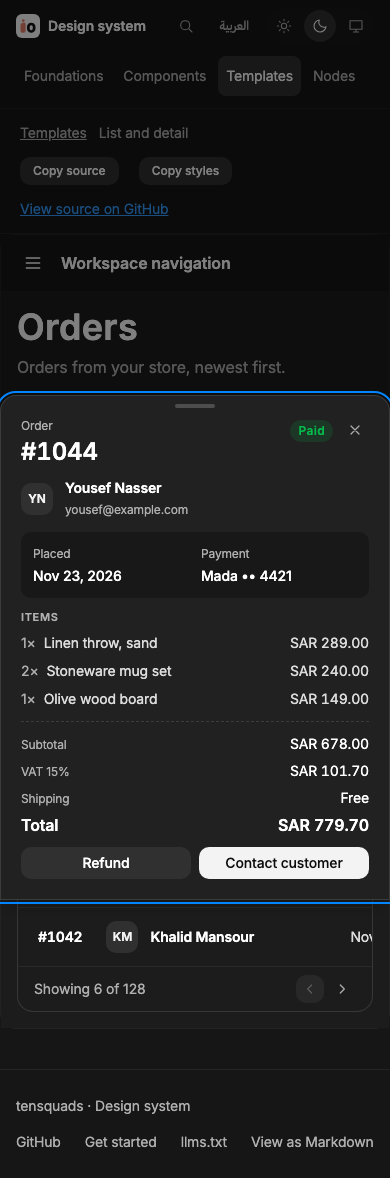 io Design system العربية
Foundations Components Templates Nodes
Templates List and detail
Copy source Copy styles
View source on GitHub
Workspace navigation
Orders
Orders from your store, newest first.
Order
#1044
Paid
YN Yousef Nasser
yousef@example.com
Placed Payment
Nov 23, 2026 Mada •• 4421
ITEMS
1× Linen throw, sand SAR 289.00
2× Stoneware mug set SAR 240.00
1× Olive wood board SAR 149.00
Subtotal SAR 678.00
VAT 15% SAR 101.70
Shipping Free
Total SAR 779.70
Refund Contact customer
#1042 KM Khalid Mansour Nov
Showing 6 of 128
tensquads · Design system
GitHub Get started llms.txt View as Markdown